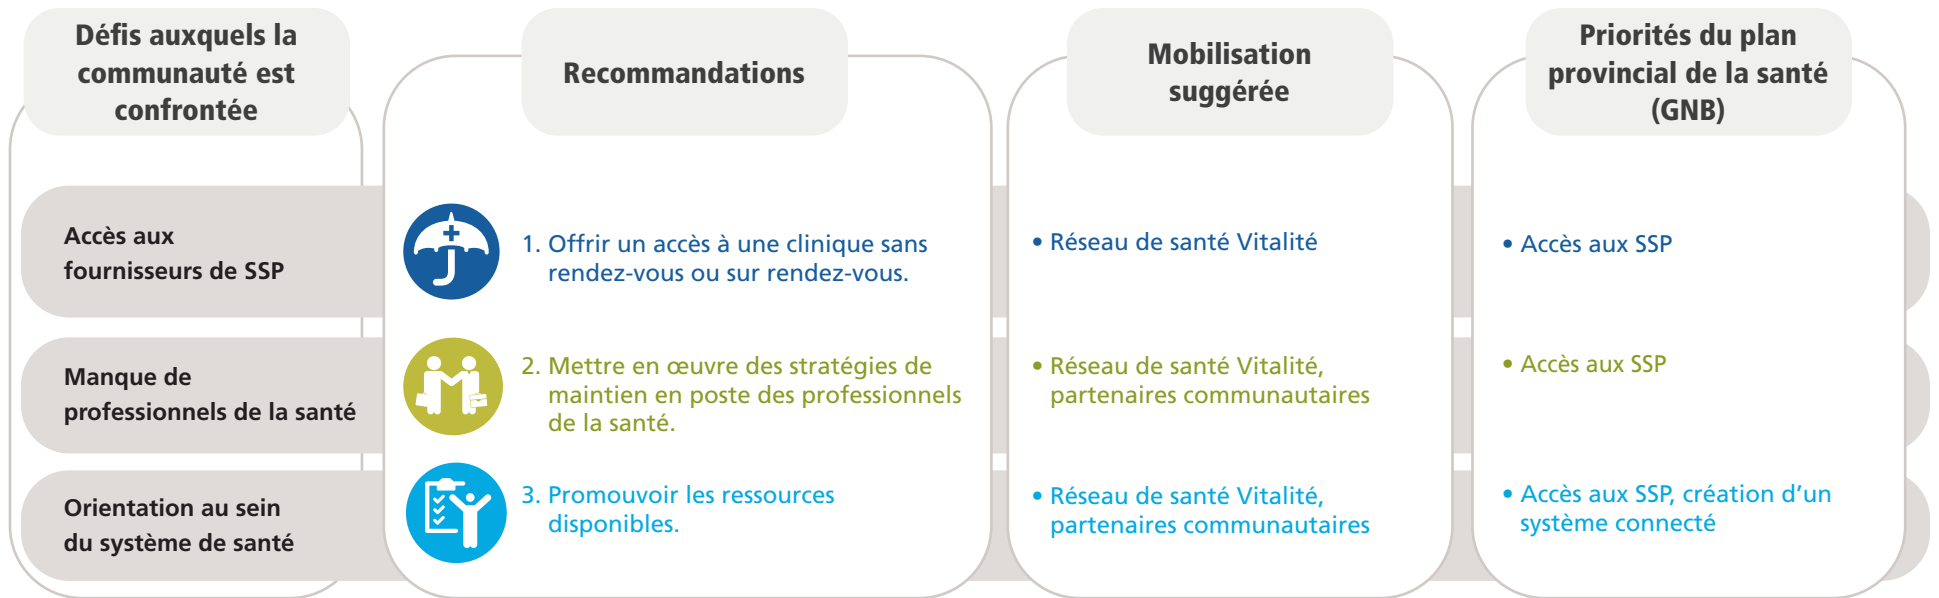 Défis auxquels la
communauté est
confrontée
Recommandations
Mobilisation
suggérée
Priorités du plan
provincial de la santé
(GNB)
Accès aux
fournisseurs de SSP
1. Offrir un accès à une clinique sans
rendez-vous ou sur rendez-vous.
• Réseau de santé Vitalité
• Accès aux SSP
Manque de
professionnels de la santé
2. Mettre en œuvre des stratégies de
maintien en poste des professionnels
de la santé.
• Réseau de santé Vitalité,
partenaires communautaires
• Accès aux SSP
Orientation au sein
du système de santé
3. Promouvoir les ressources
disponibles.
• Réseau de santé Vitalité,
partenaires communautaires
• Accès aux SSP, création d’un
système connecté